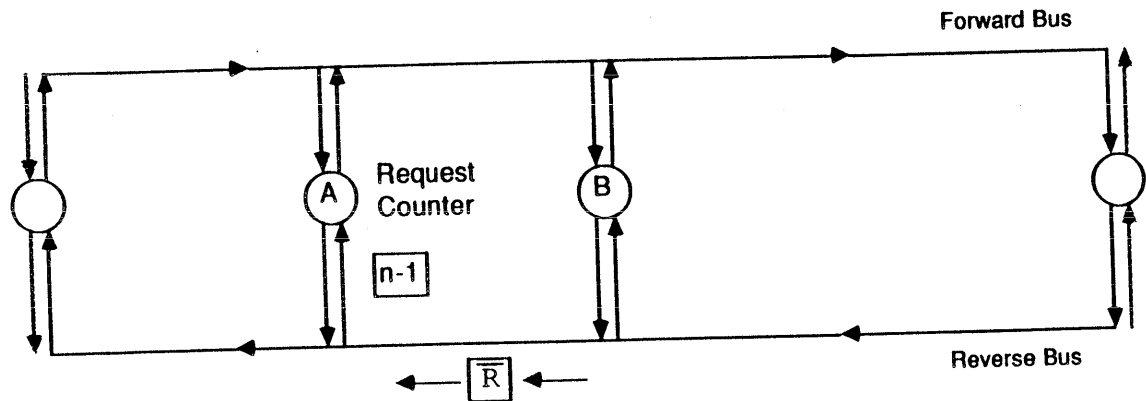 Forward Bus
A
Request
Counter
B
n-1
Reverse Bus
R̅